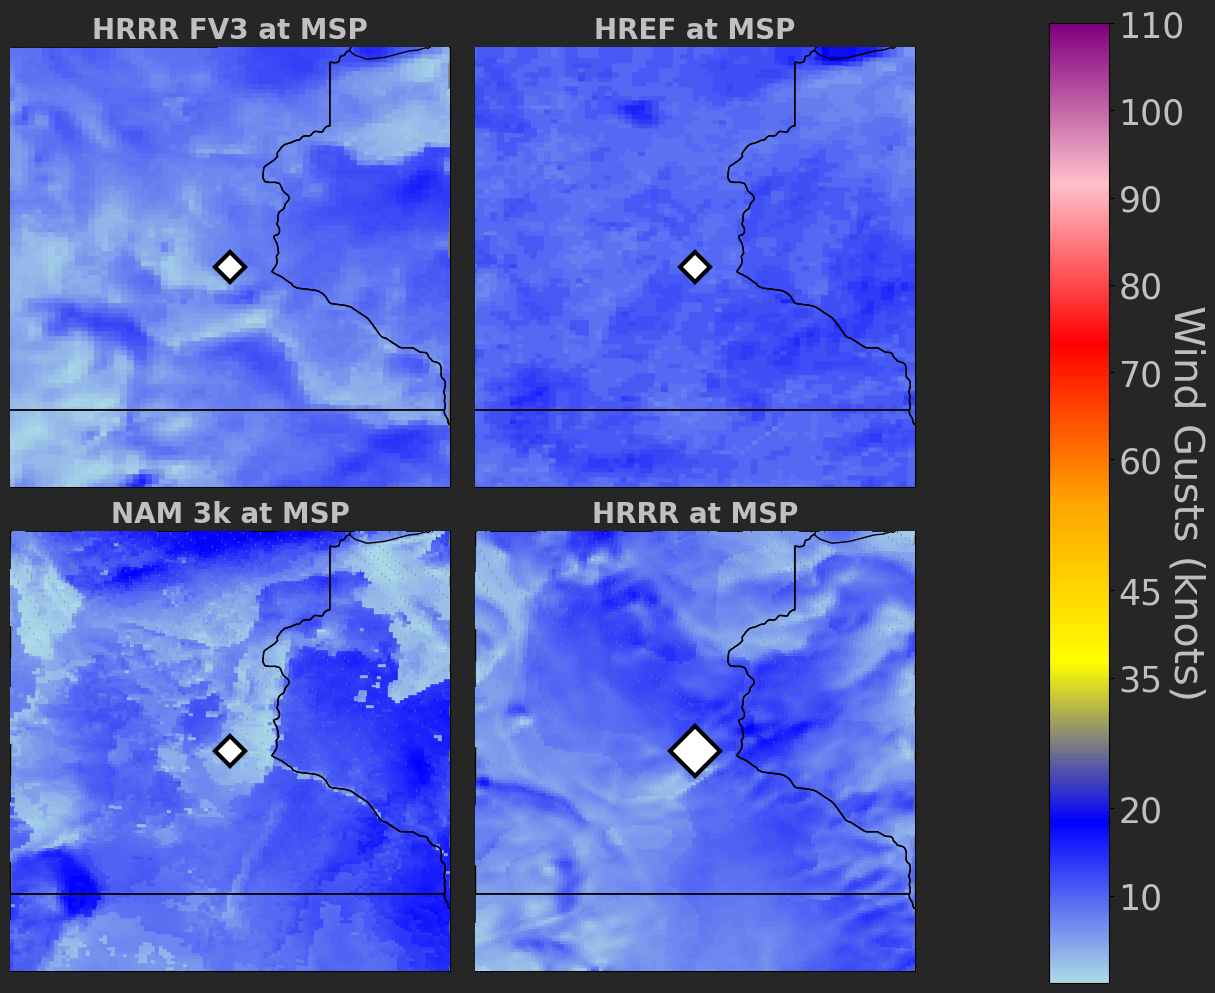 HRRR FV3 at MSP
HREF at MSP
NAM 3k at MSP
HRRR at MSP
110
100
90
80
70
60
45
35
20
10
Wind Gusts (knots)